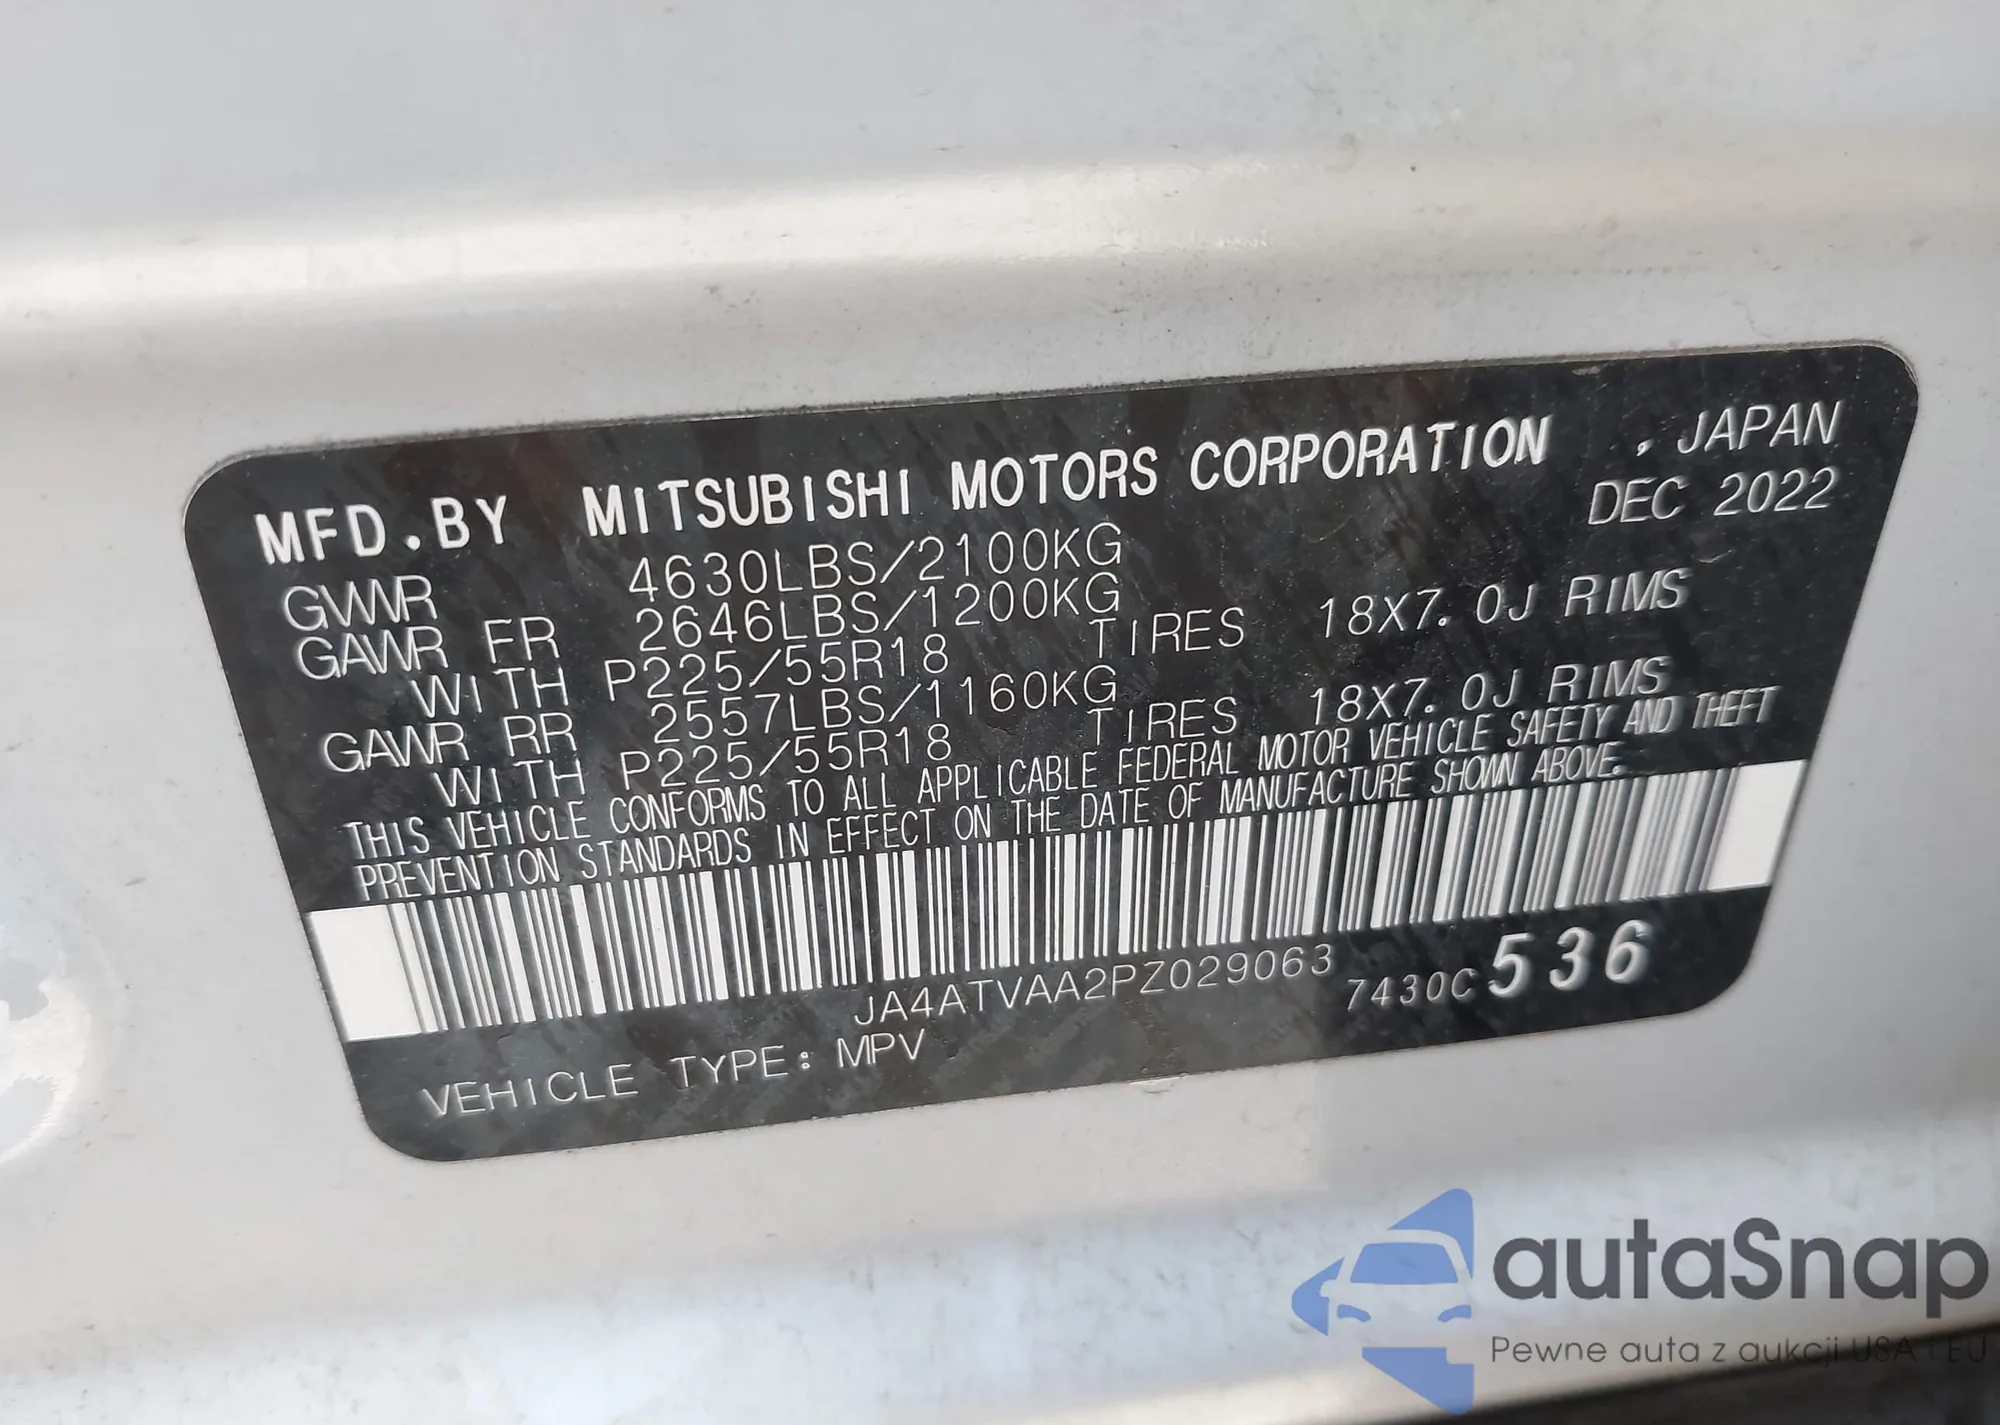 MFD.BY MITSUBISHI MOTORS CORPORATION , JAPAN
DEC 2022
GVWR 4630LBS/2100KG
GAWR FR 2646LBS/1200KG
WITH P225/55R18 TIRES 18X7.0J RIMS
GAWR RR 2557LBS/1160KG
WITH P225/55R18 TIRES 18X7.0J RIMS
THIS VEHICLE CONFORMS TO ALL APPLICABLE FEDERAL MOTOR VEHICLE SAFETY AND THEFT
PREVENTION STANDARDS IN EFFECT ON THE DATE OF MANUFACTURE SHOWN ABOVE.
JA4ATVAA2PZ029063 7430C 536
VEHICLE TYPE: MPV
autaSnap
Pewne auta z aukcji USA i EU